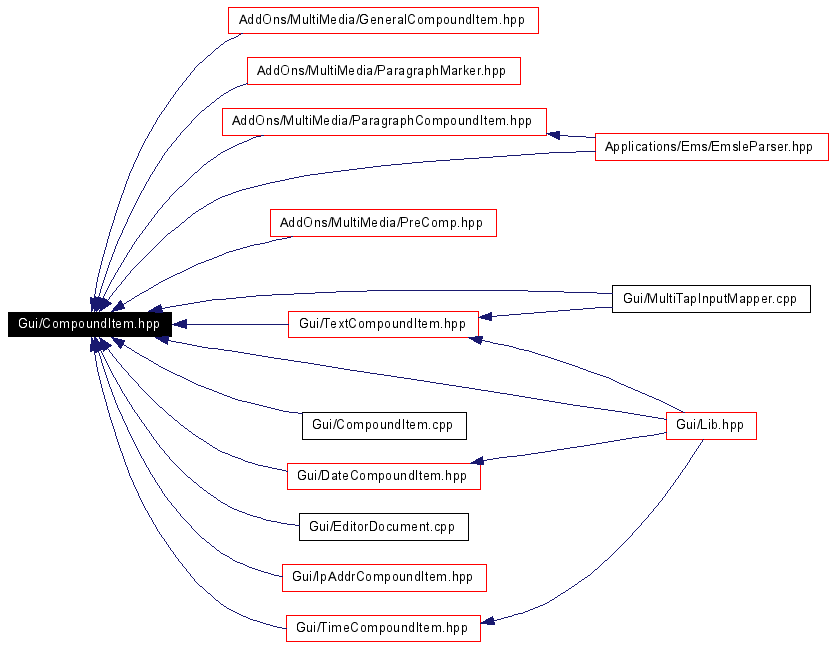 AddOns/MultiMedia/GeneralCompoundItem.hpp
AddOns/MultiMedia/ParagraphMarker.hpp
AddOns/MultiMedia/ParagraphCompoundItem.hpp
Applications/Ems/EmsleParser.hpp
AddOns/MultiMedia/PreComp.hpp
Gui/MultiTapInputMapper.cpp
Gui/CompoundItem.hpp
Gui/TextCompoundItem.hpp
Gui/CompoundItem.cpp
Gui/Lib.hpp
Gui/DateCompoundItem.hpp
Gui/EditorDocument.cpp
Gui/IpAddrCompoundItem.hpp
Gui/TimeCompoundItem.hpp